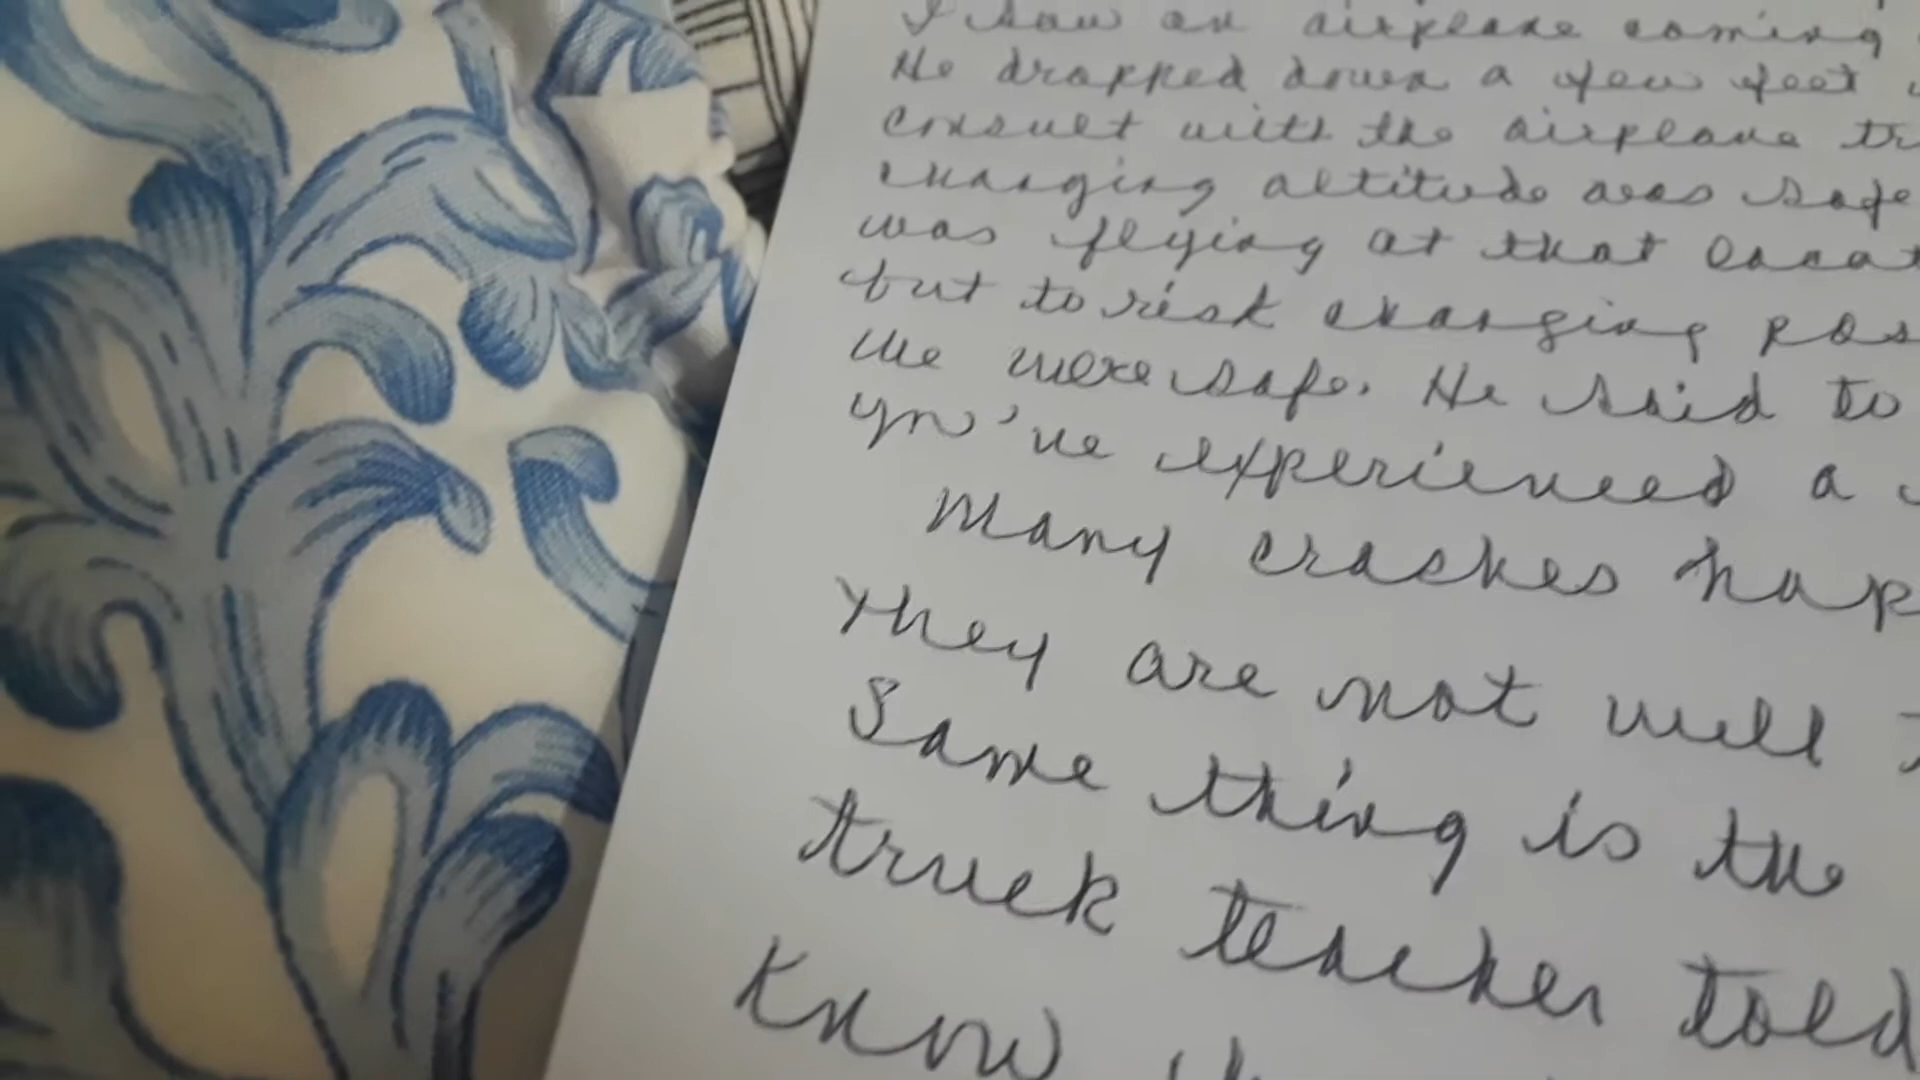 I saw an airplane coming
He dropped down a few feet
consult with the airplane
changing altitude was safe
was flying at that
but to risk changing
we were safe. He said to
you've experienced a
Many crashes
They are not well
Same thing is the
truck teacher told
know